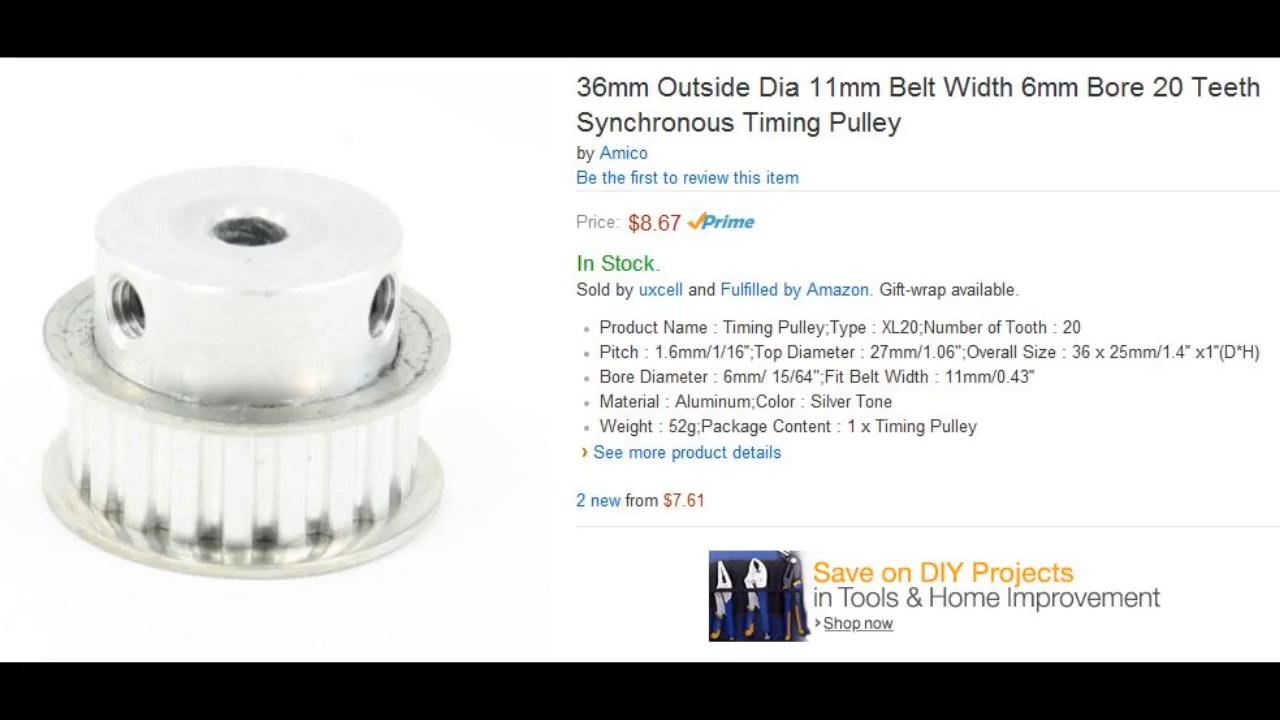 36mm Outside Dia 11mm Belt Width 6mm Bore 20 Teeth
Synchronous Timing Pulley
by Amico
Be the first to review this item
Price: $8.67 Prime
In Stock.
Sold by uxcell and Fulfilled by Amazon. Gift-wrap available.
Product Name : Timing Pulley;Type : XL20;Number of Tooth : 20
Pitch : 1.6mm/1/16";Top Diameter : 27mm/1.06";Overall Size : 36 x 25mm/1.4" x1"(D*H)
Bore Diameter : 6mm/ 15/64";Fit Belt Width : 11mm/0.43"
Material : Aluminum;Color : Silver Tone
Weight : 52g;Package Content : 1 x Timing Pulley
› See more product details
2 new from $7.61
Save on DIY Projects
in Tools & Home Improvement
› Shop now